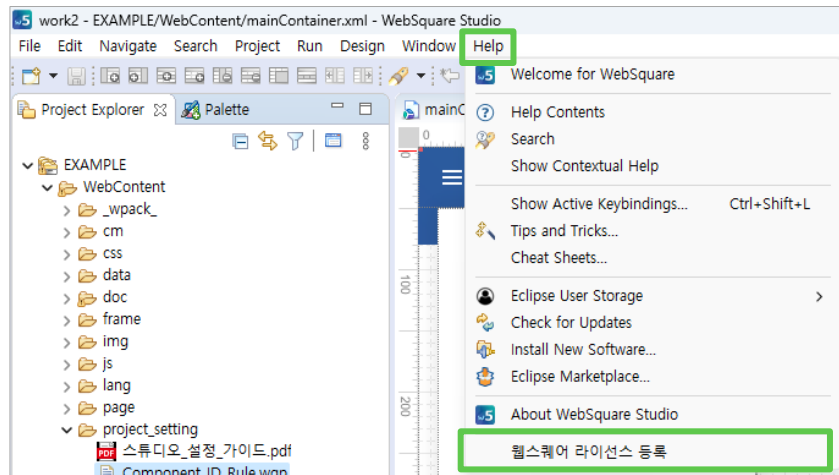 work2 - EXAMPLE/WebContent/mainContainer.xml - WebSquare Studio
File Edit Navigate Search Project Run Design Window Help
Project Explorer
Palette
mainC
EXAMPLE
WebContent
_wpack_
cm
css
data
doc
frame
img
js
lang
page
project_setting
스튜디오_설정_가이드.pdf
Component_ID_Rule.wgn
0
100
200
Welcome for WebSquare
Help Contents
Search
Show Contextual Help
Show Active Keybindings... Ctrl+Shift+L
Tips and Tricks...
Cheat Sheets...
Eclipse User Storage
Check for Updates
Install New Software...
Eclipse Marketplace...
About WebSquare Studio
웹스퀘어 라이선스 등록